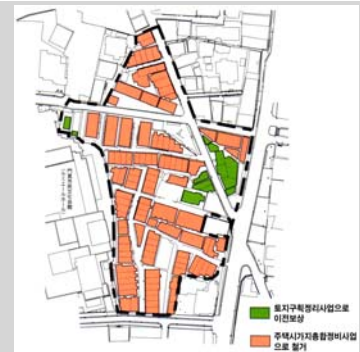 토지구획정리사업으로
이전보상
주택시가지종합정비사업
으로 철거